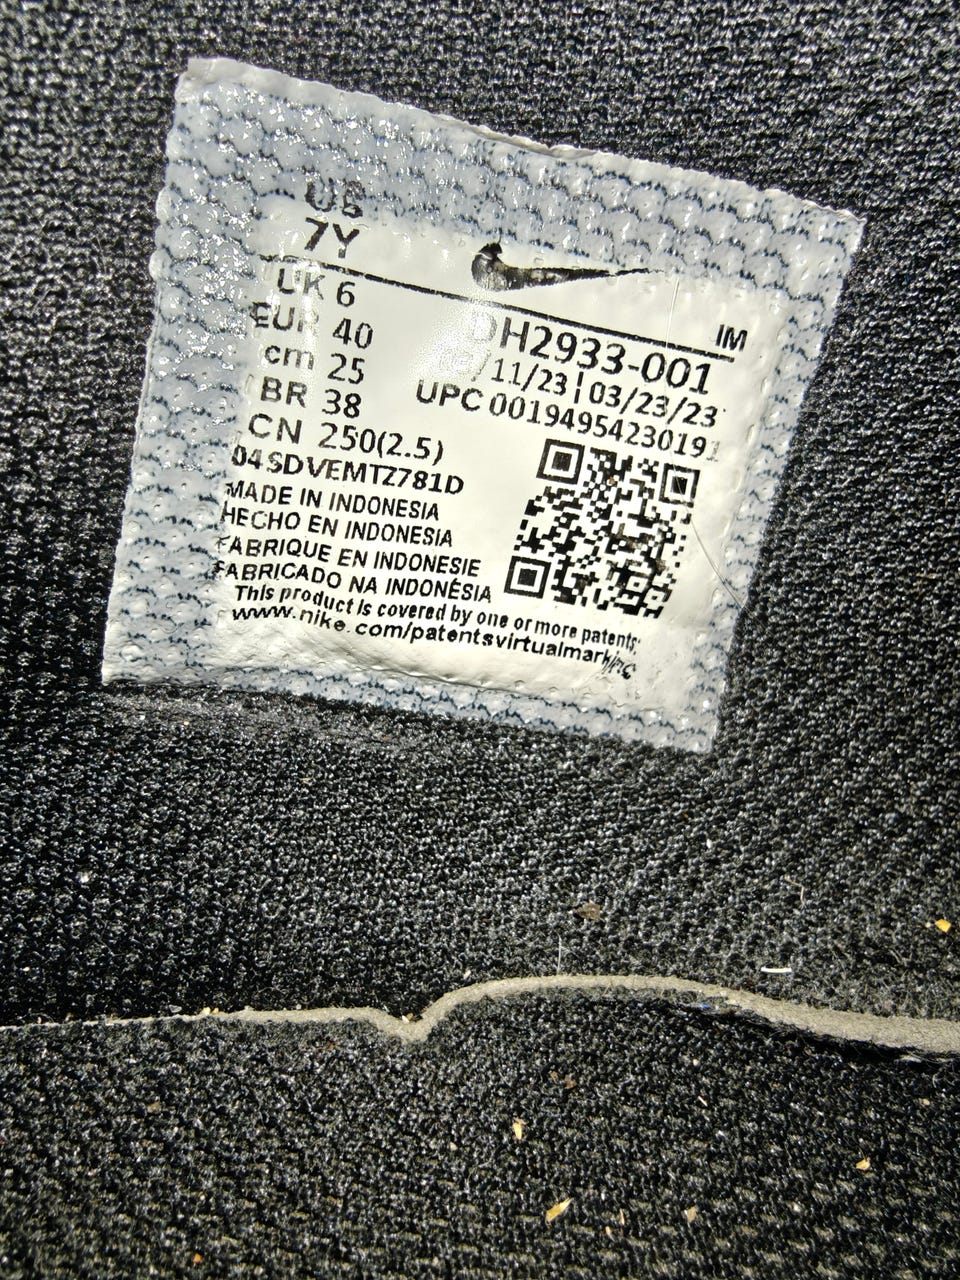 US
7Y
UK 6
EUR 40
cm 25
BR 38
CN 250(2.5)
IM
DH2933-001
/11/23 | 03/23/23
UPC 00194954230191
04SDVEMTZ781D
MADE IN INDONESIA
HECHO EN INDONESIA
FABRIQUE EN INDONESIE
FABRICADO NA INDONÉSIA
This product is covered by one or more patents:
www.nike.com/patentsvirtualmarking